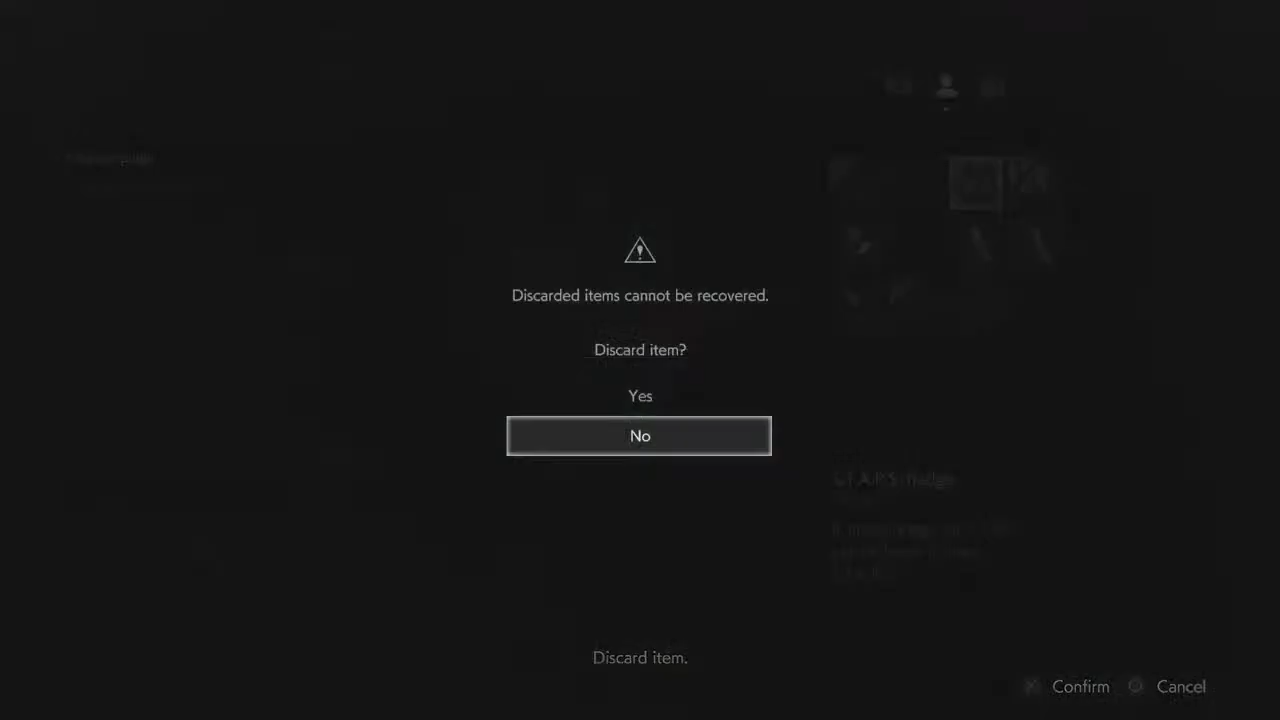 Discarded items cannot be recovered.
Discard item?
Yes
No
Discard item.
Confirm
Cancel